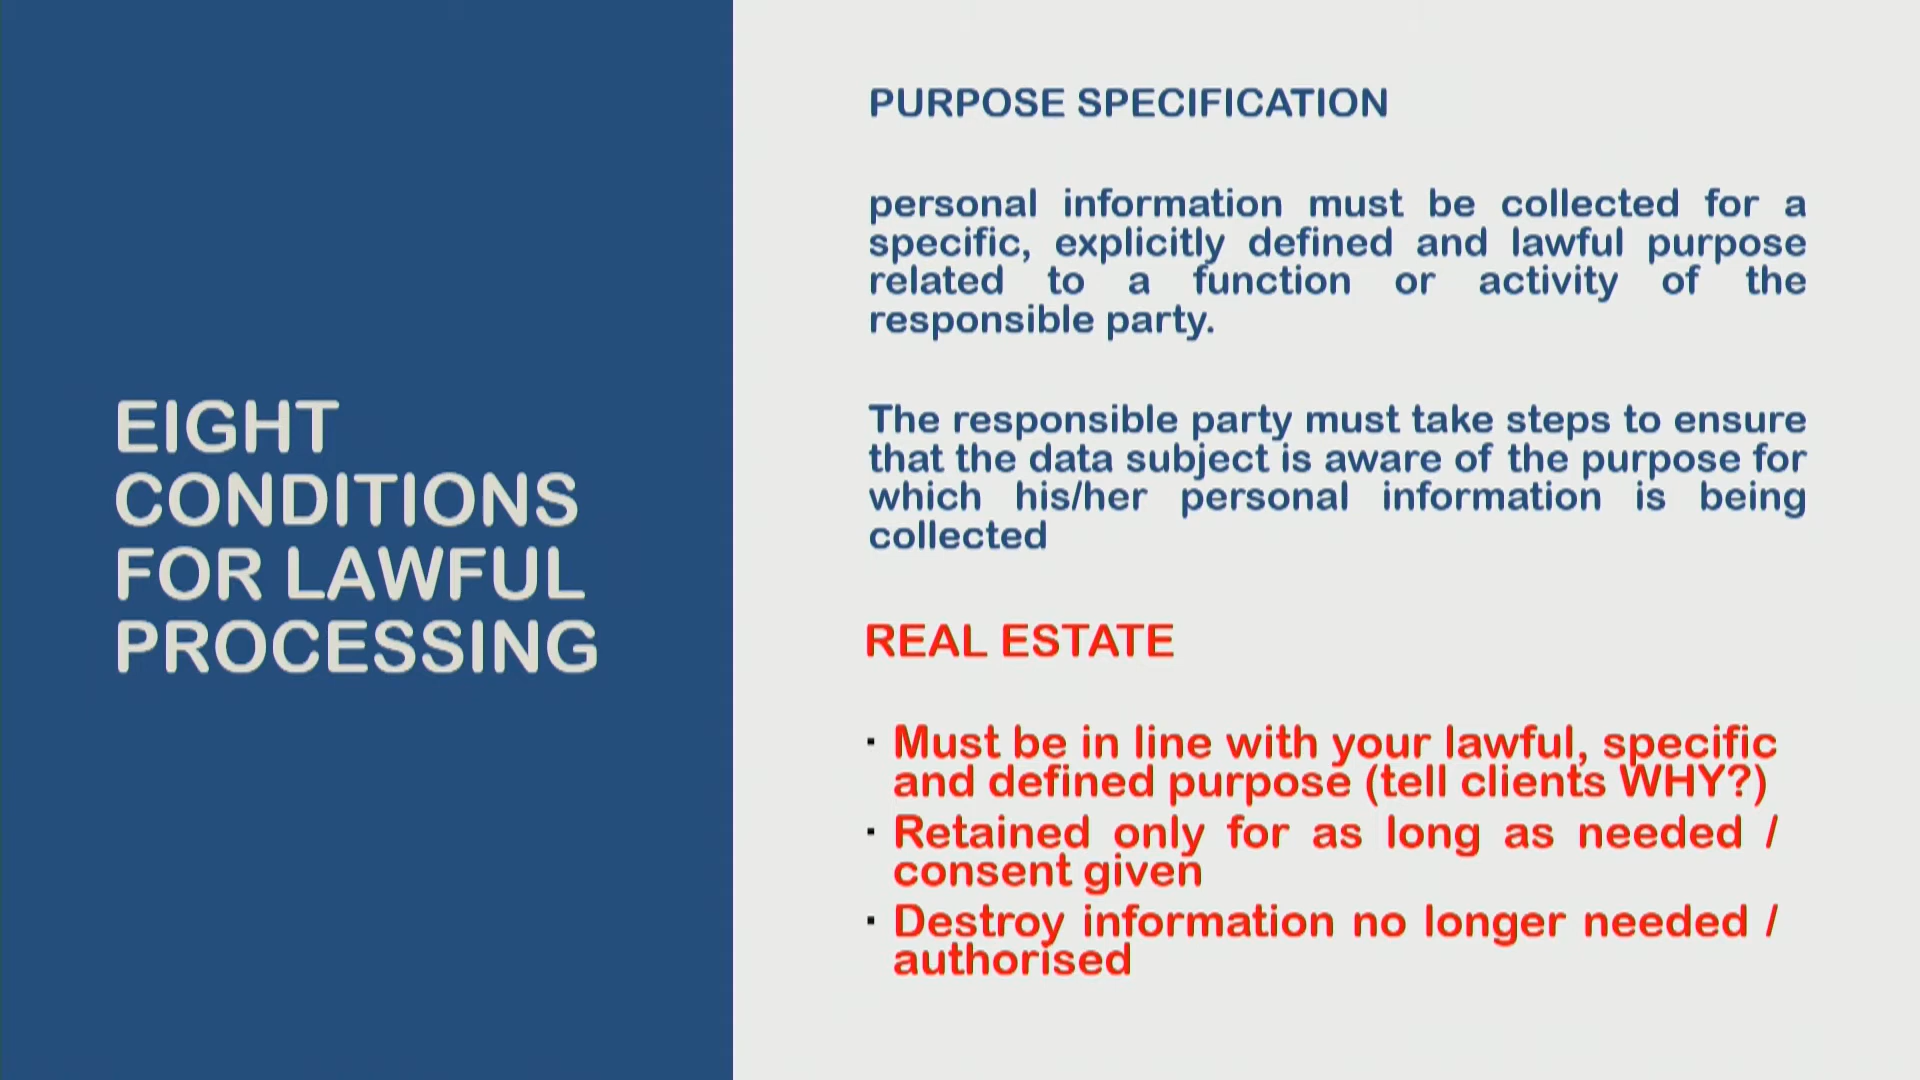 EIGHT
CONDITIONS
FOR LAWFUL
PROCESSING
PURPOSE SPECIFICATION
personal information must be collected for a
specific, explicitly defined and lawful purpose
related to a function or activity of the
responsible party.
The responsible party must take steps to ensure
that the data subject is aware of the purpose for
which his/her personal information is being
collected
REAL ESTATE
▪ Must be in line with your lawful, specific
and defined purpose (tell clients WHY?)
▪ Retained only for as long as needed /
consent given
▪ Destroy information no longer needed /
authorised